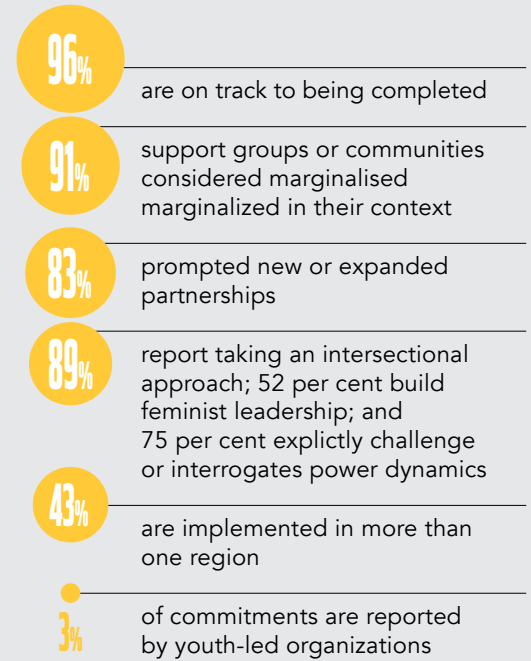 96%
are on track to being completed
91%
support groups or communities
considered marginalised
marginalized in their context
83%
prompted new or expanded
partnerships
89%
report taking an intersectional
approach; 52 per cent build
feminist leadership; and
75 per cent explictly challenge
or interrogates power dynamics
43%
are implemented in more than
one region
3%
of commitments are reported
by youth-led organizations